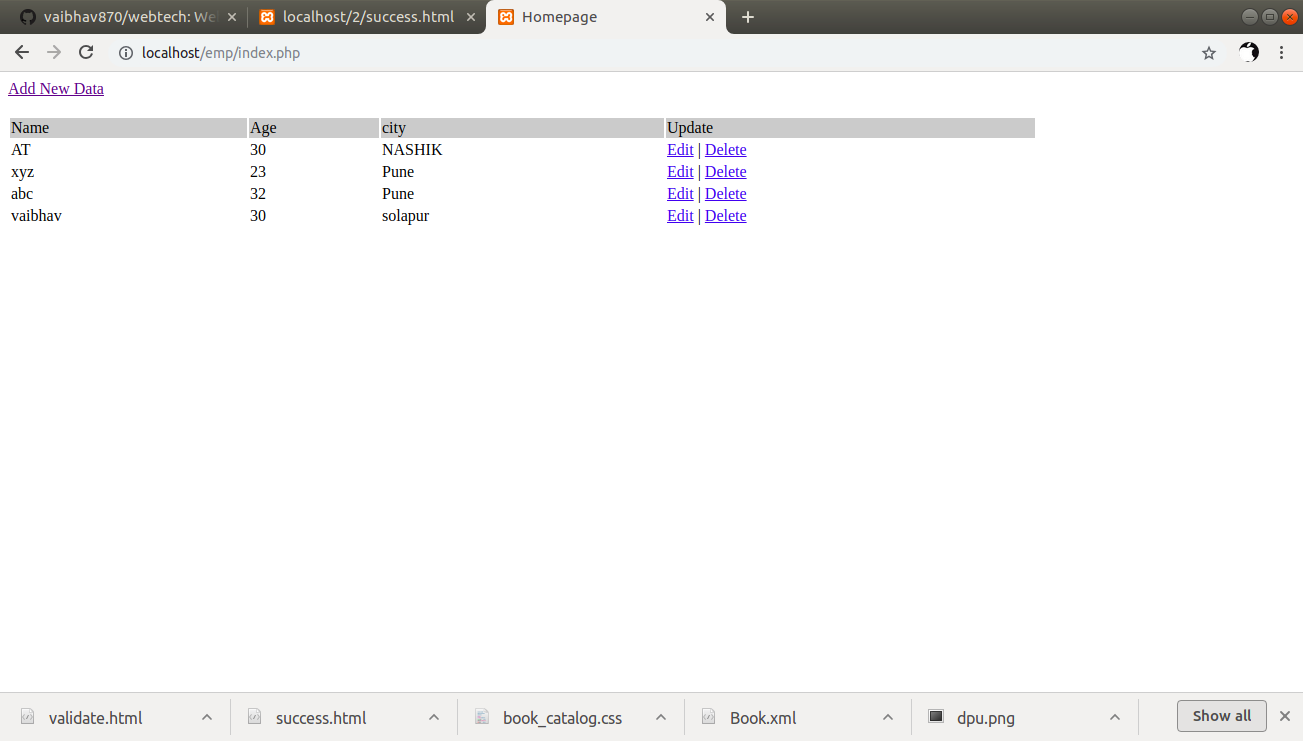 vaibhav870/webtech: We
localhost/2/success.html
Homepage
localhost/emp/index.php
Add New Data
Name Age city Update
AT 30 NASHIK Edit | Delete
xyz 23 Pune Edit | Delete
abc 32 Pune Edit | Delete
vaibhav 30 solapur Edit | Delete
validate.html
success.html
book_catalog.css
Book.xml
dpu.png
Show all